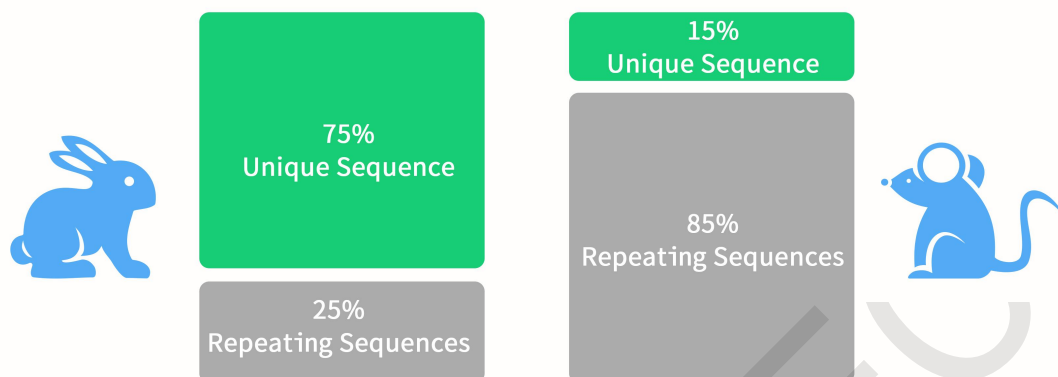 75%
Unique Sequence
25%
Repeating Sequences
15%
Unique Sequence
85%
Repeating Sequences